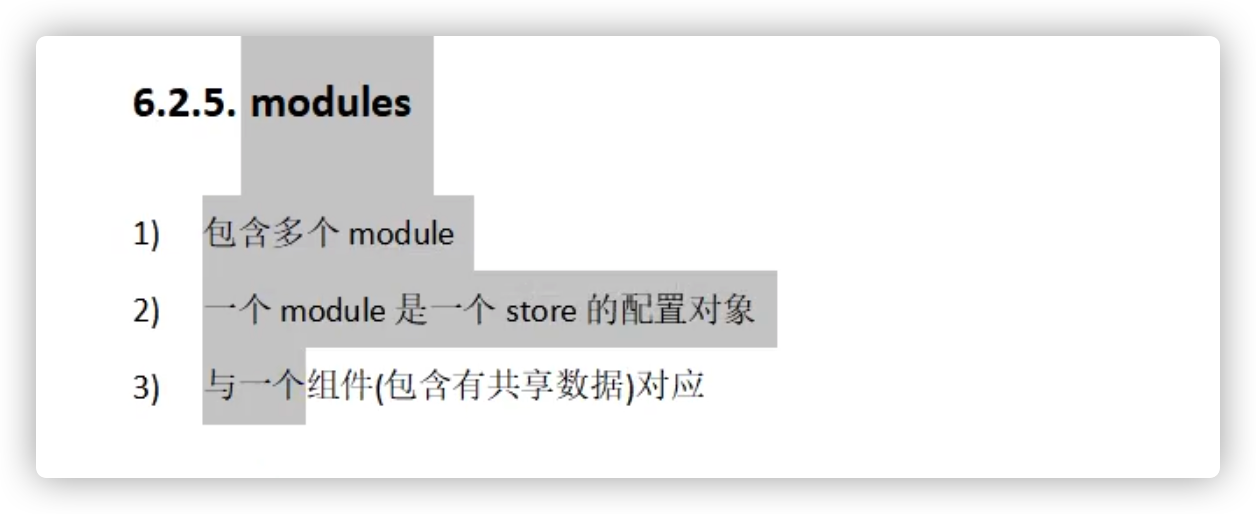 6.2.5. modules
1) 包含多个 module
2) 一个 module 是一个 store 的配置对象
3) 与一个组件(包含有共享数据)对应